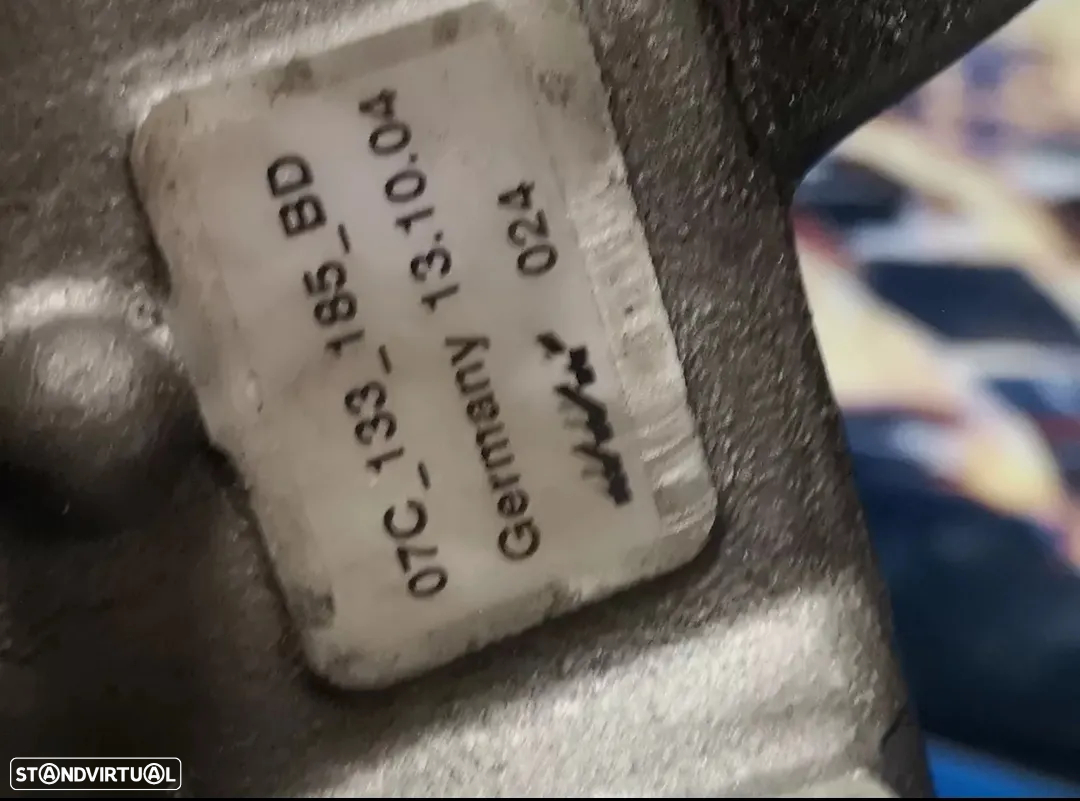 07C_133_185_BD
Germany 13.10.04
024
STANDVIRTUAL